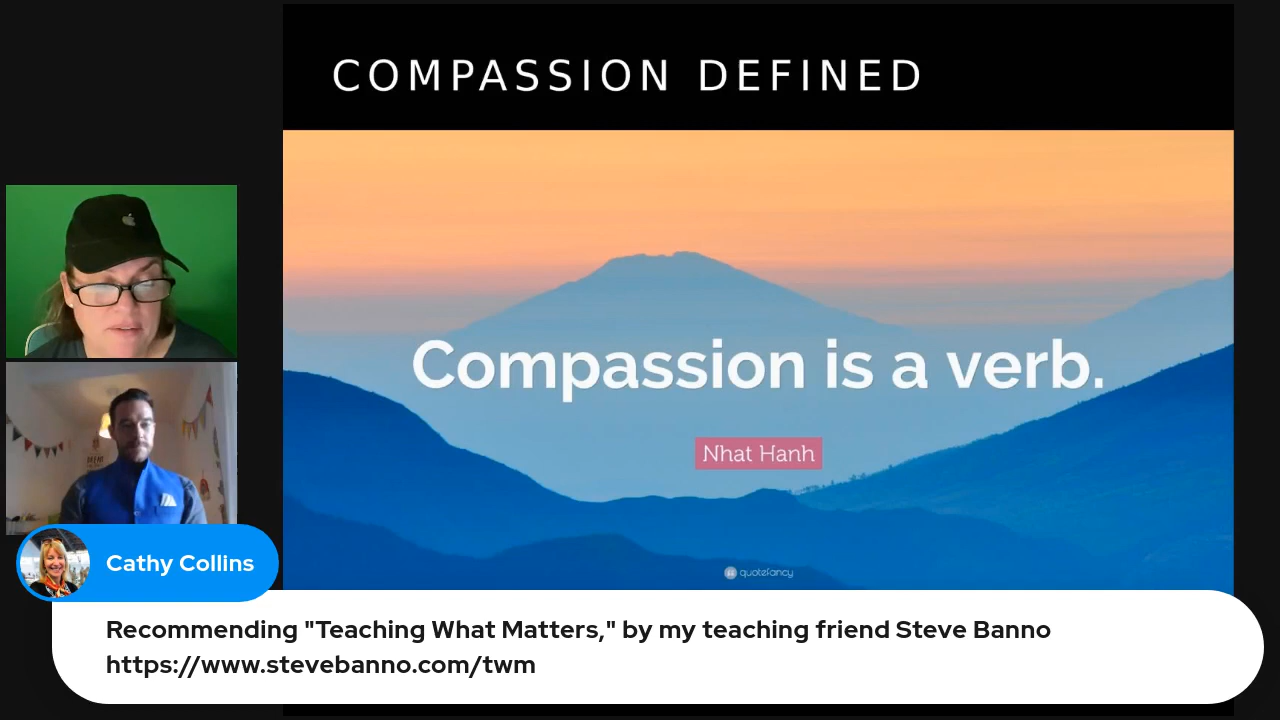 COMPASSION DEFINED
Compassion is a verb.
Nhat Hanh
quotefancy
Cathy Collins
Recommending "Teaching What Matters," by my teaching friend Steve Banno
https://www.stevebanno.com/twm